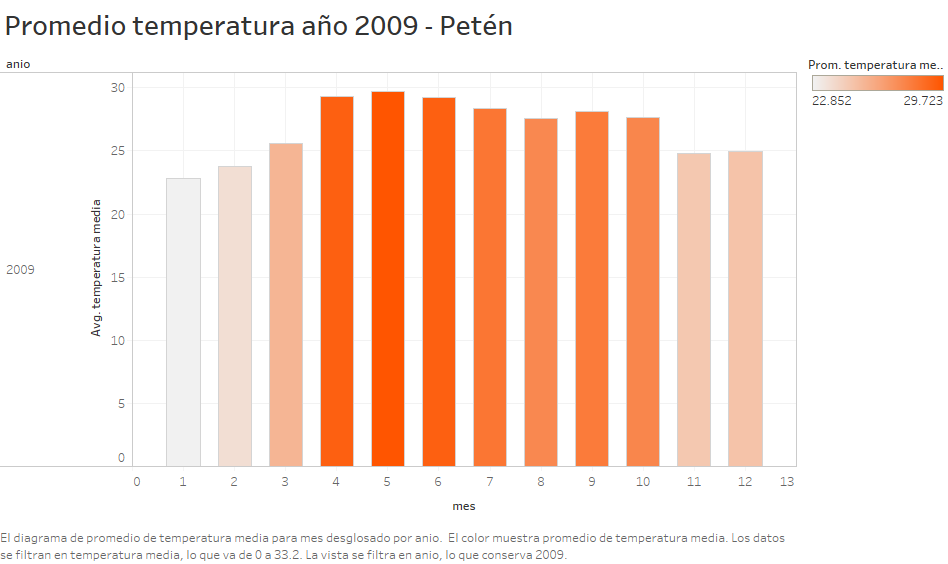 Promedio temperatura año 2009 - Petén
anio
Prom. temperatura me..
22.852 29.723
30
25
20
15
10
5
0
Avg. temperatura media
2009
0 1 2 3 4 5 6 7 8 9 10 11 12 13
mes
El diagrama de promedio de temperatura media para mes desglosado por anio. El color muestra promedio de temperatura media. Los datos
se filtran en temperatura media, lo que va de 0 a 33.2. La vista se filtra en anio, lo que conserva 2009.